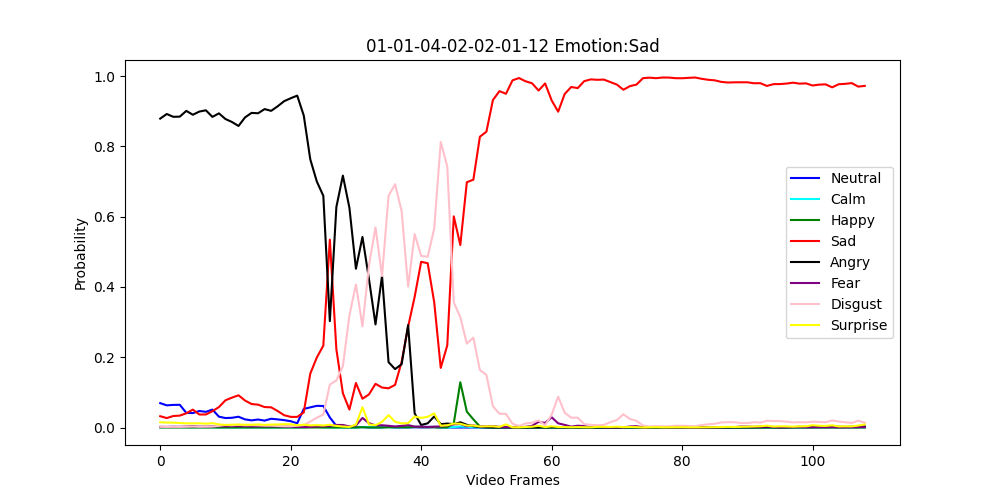 01-01-04-02-02-01-12 Emotion:Sad
1.0
0.8
0.6
0.4
0.2
0.0
Probability
0
20
40
60
80
100
Video Frames
Neutral
Calm
Happy
Sad
Angry
Fear
Disgust
Surprise